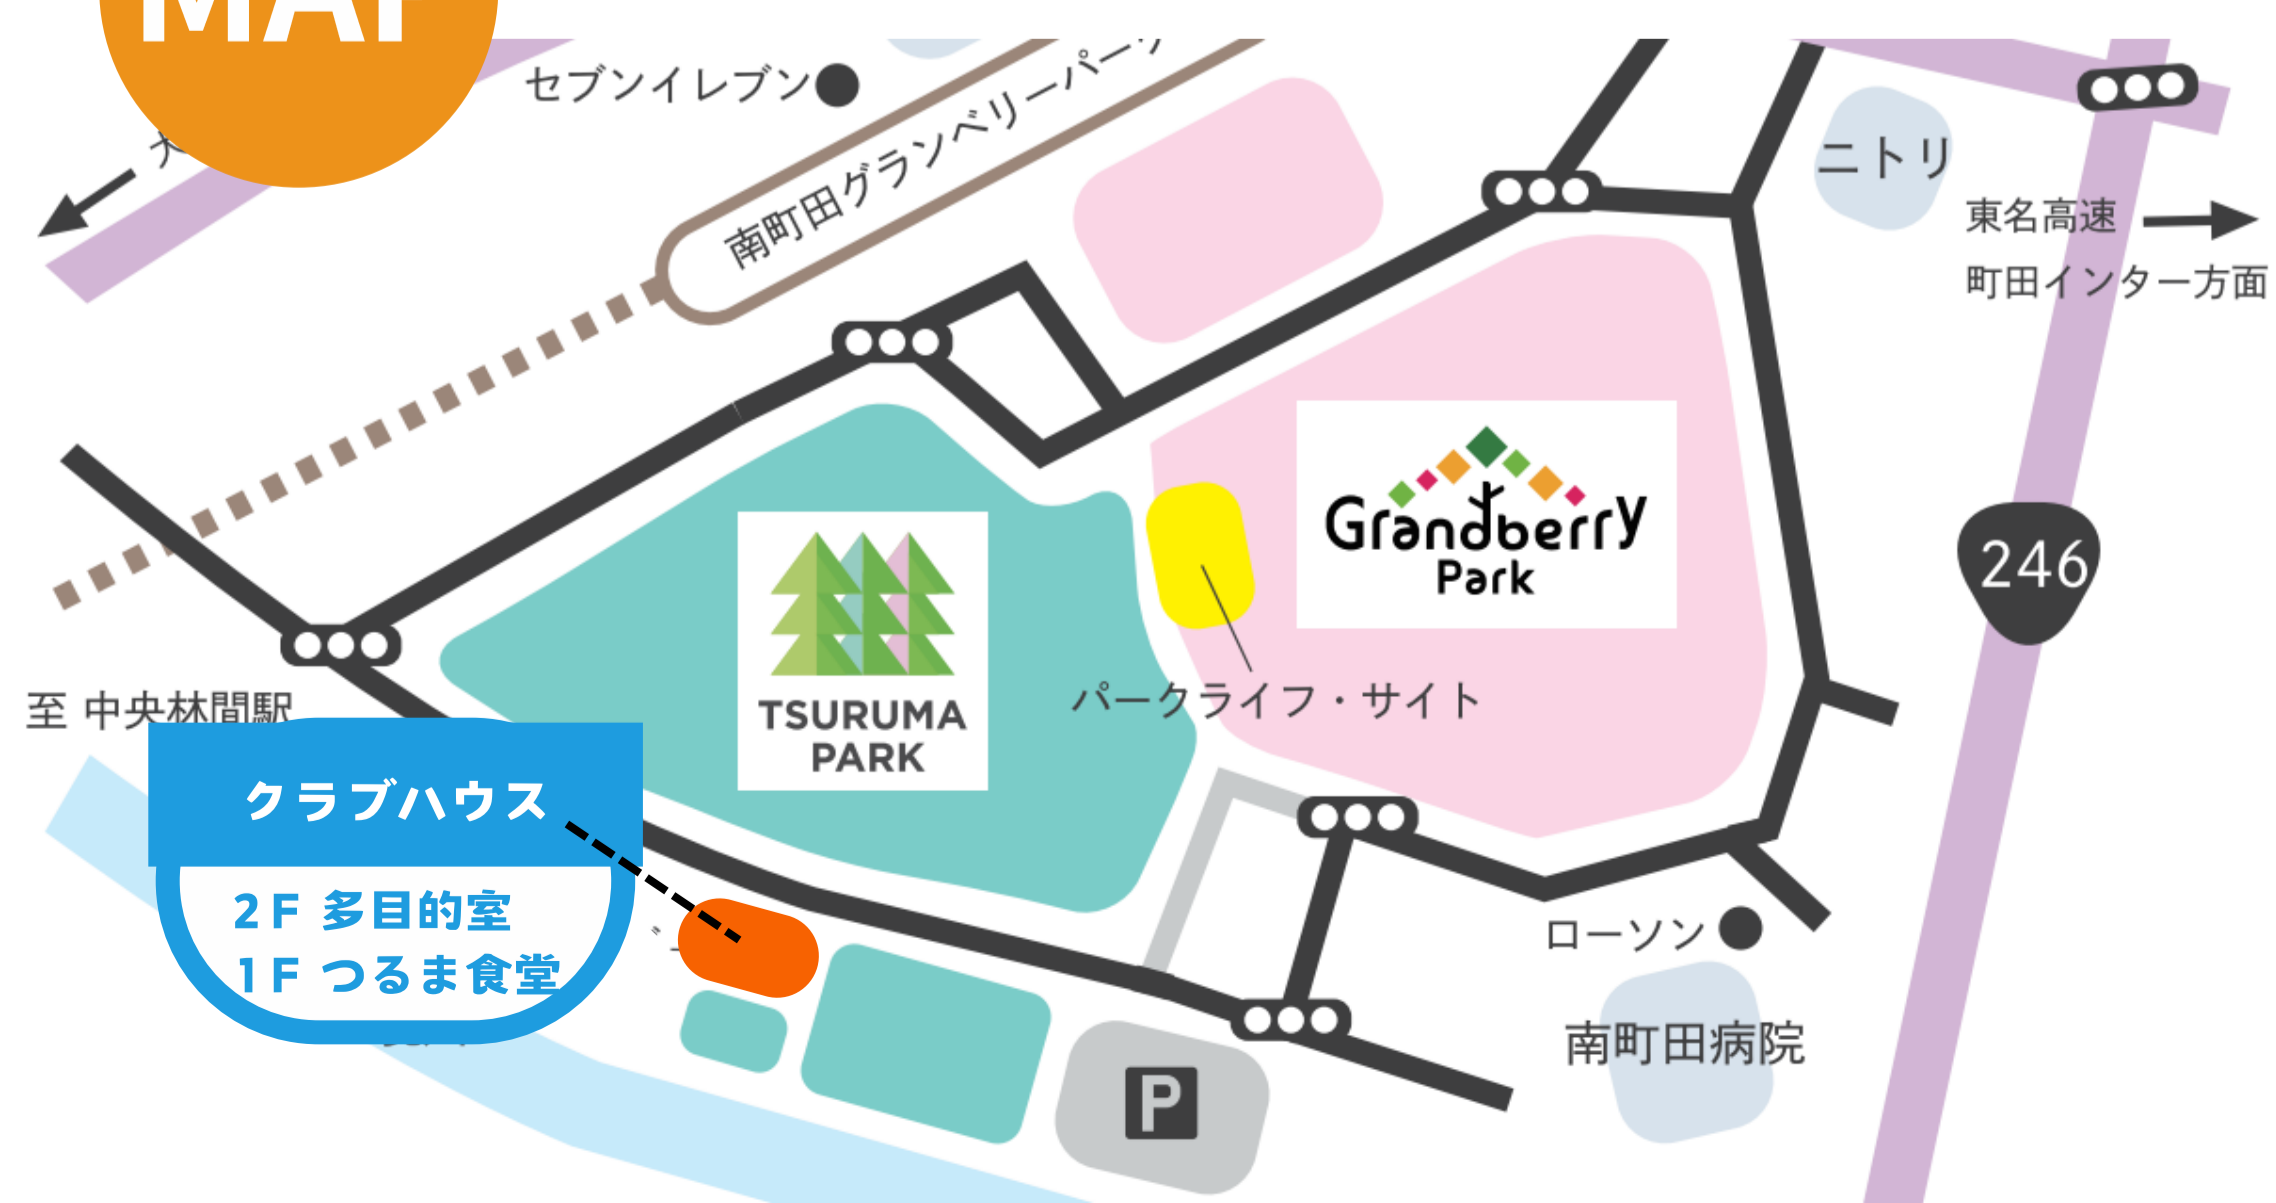 MAP
セブンイレブン
南町田グランベリーパーク
ニトリ
東名高速
町田インター方面
246
Grandberry
Park
TSURUMA
PARK
パークライフ・サイト
至 中央林間駅
クラブハウス
2F 多目的室
1F つるま食堂
ローソン
南町田病院
P